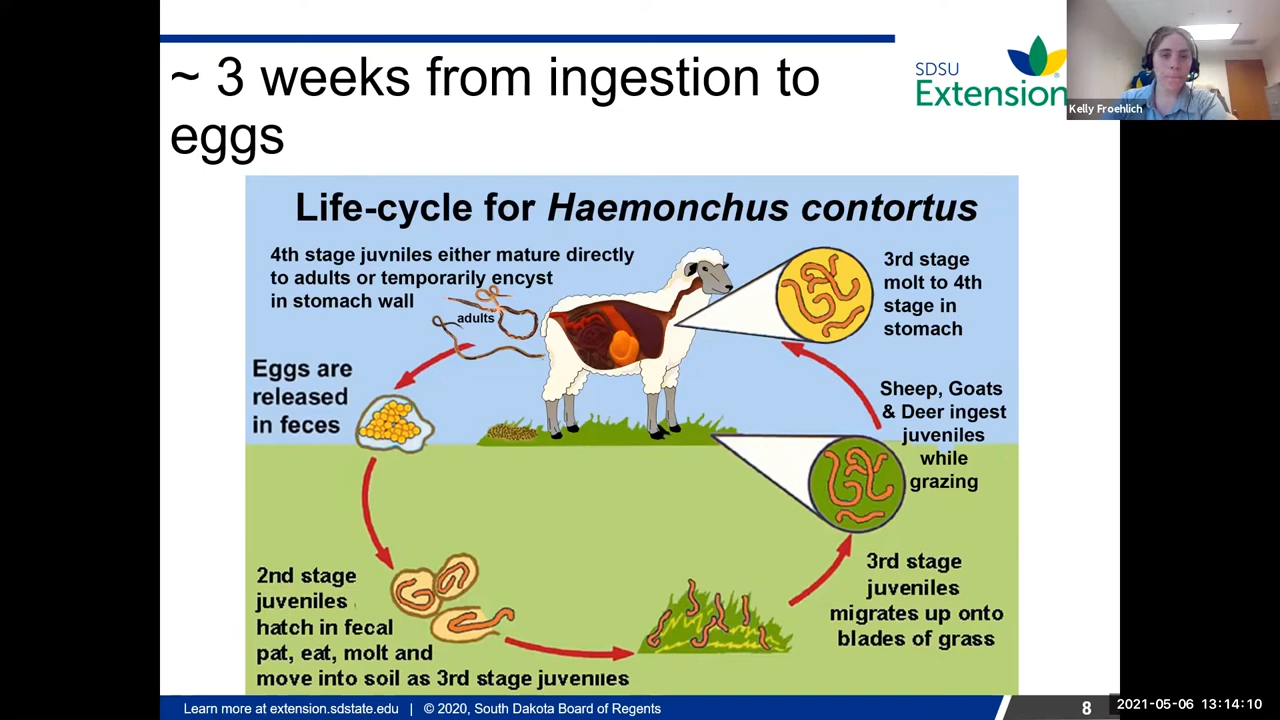 ~ 3 weeks from ingestion to
eggs
SDSU
Extension
®
Kelly Froehlich
Life-cycle for Haemonchus contortus
4th stage juvniles either mature directly
to adults or temporarily encyst
in stomach wall
adults
3rd stage
molt to 4th
stage in
stomach
Eggs are
released
in feces
Sheep, Goats
& Deer ingest
juveniles
while
grazing
2nd stage
juveniles
hatch in fecal
pat, eat, molt and
move into soil as 3rd stage juveniles
3rd stage
juveniles
migrates up onto
blades of grass
Learn more at extension.sdstate.edu | © 2020, South Dakota Board of Regents
8
2021-05-06 13:14:10